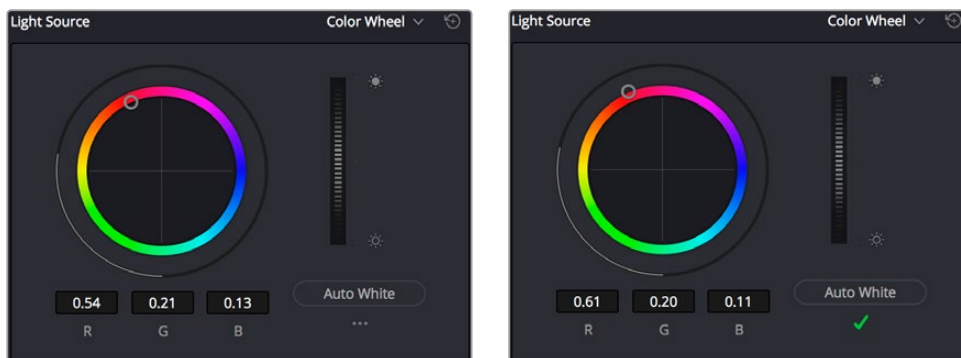 Light Source Color Wheel
Auto White
0.54 0.21 0.13
R G B
Light Source Color Wheel
Auto White
0.61 0.20 0.11
R G B